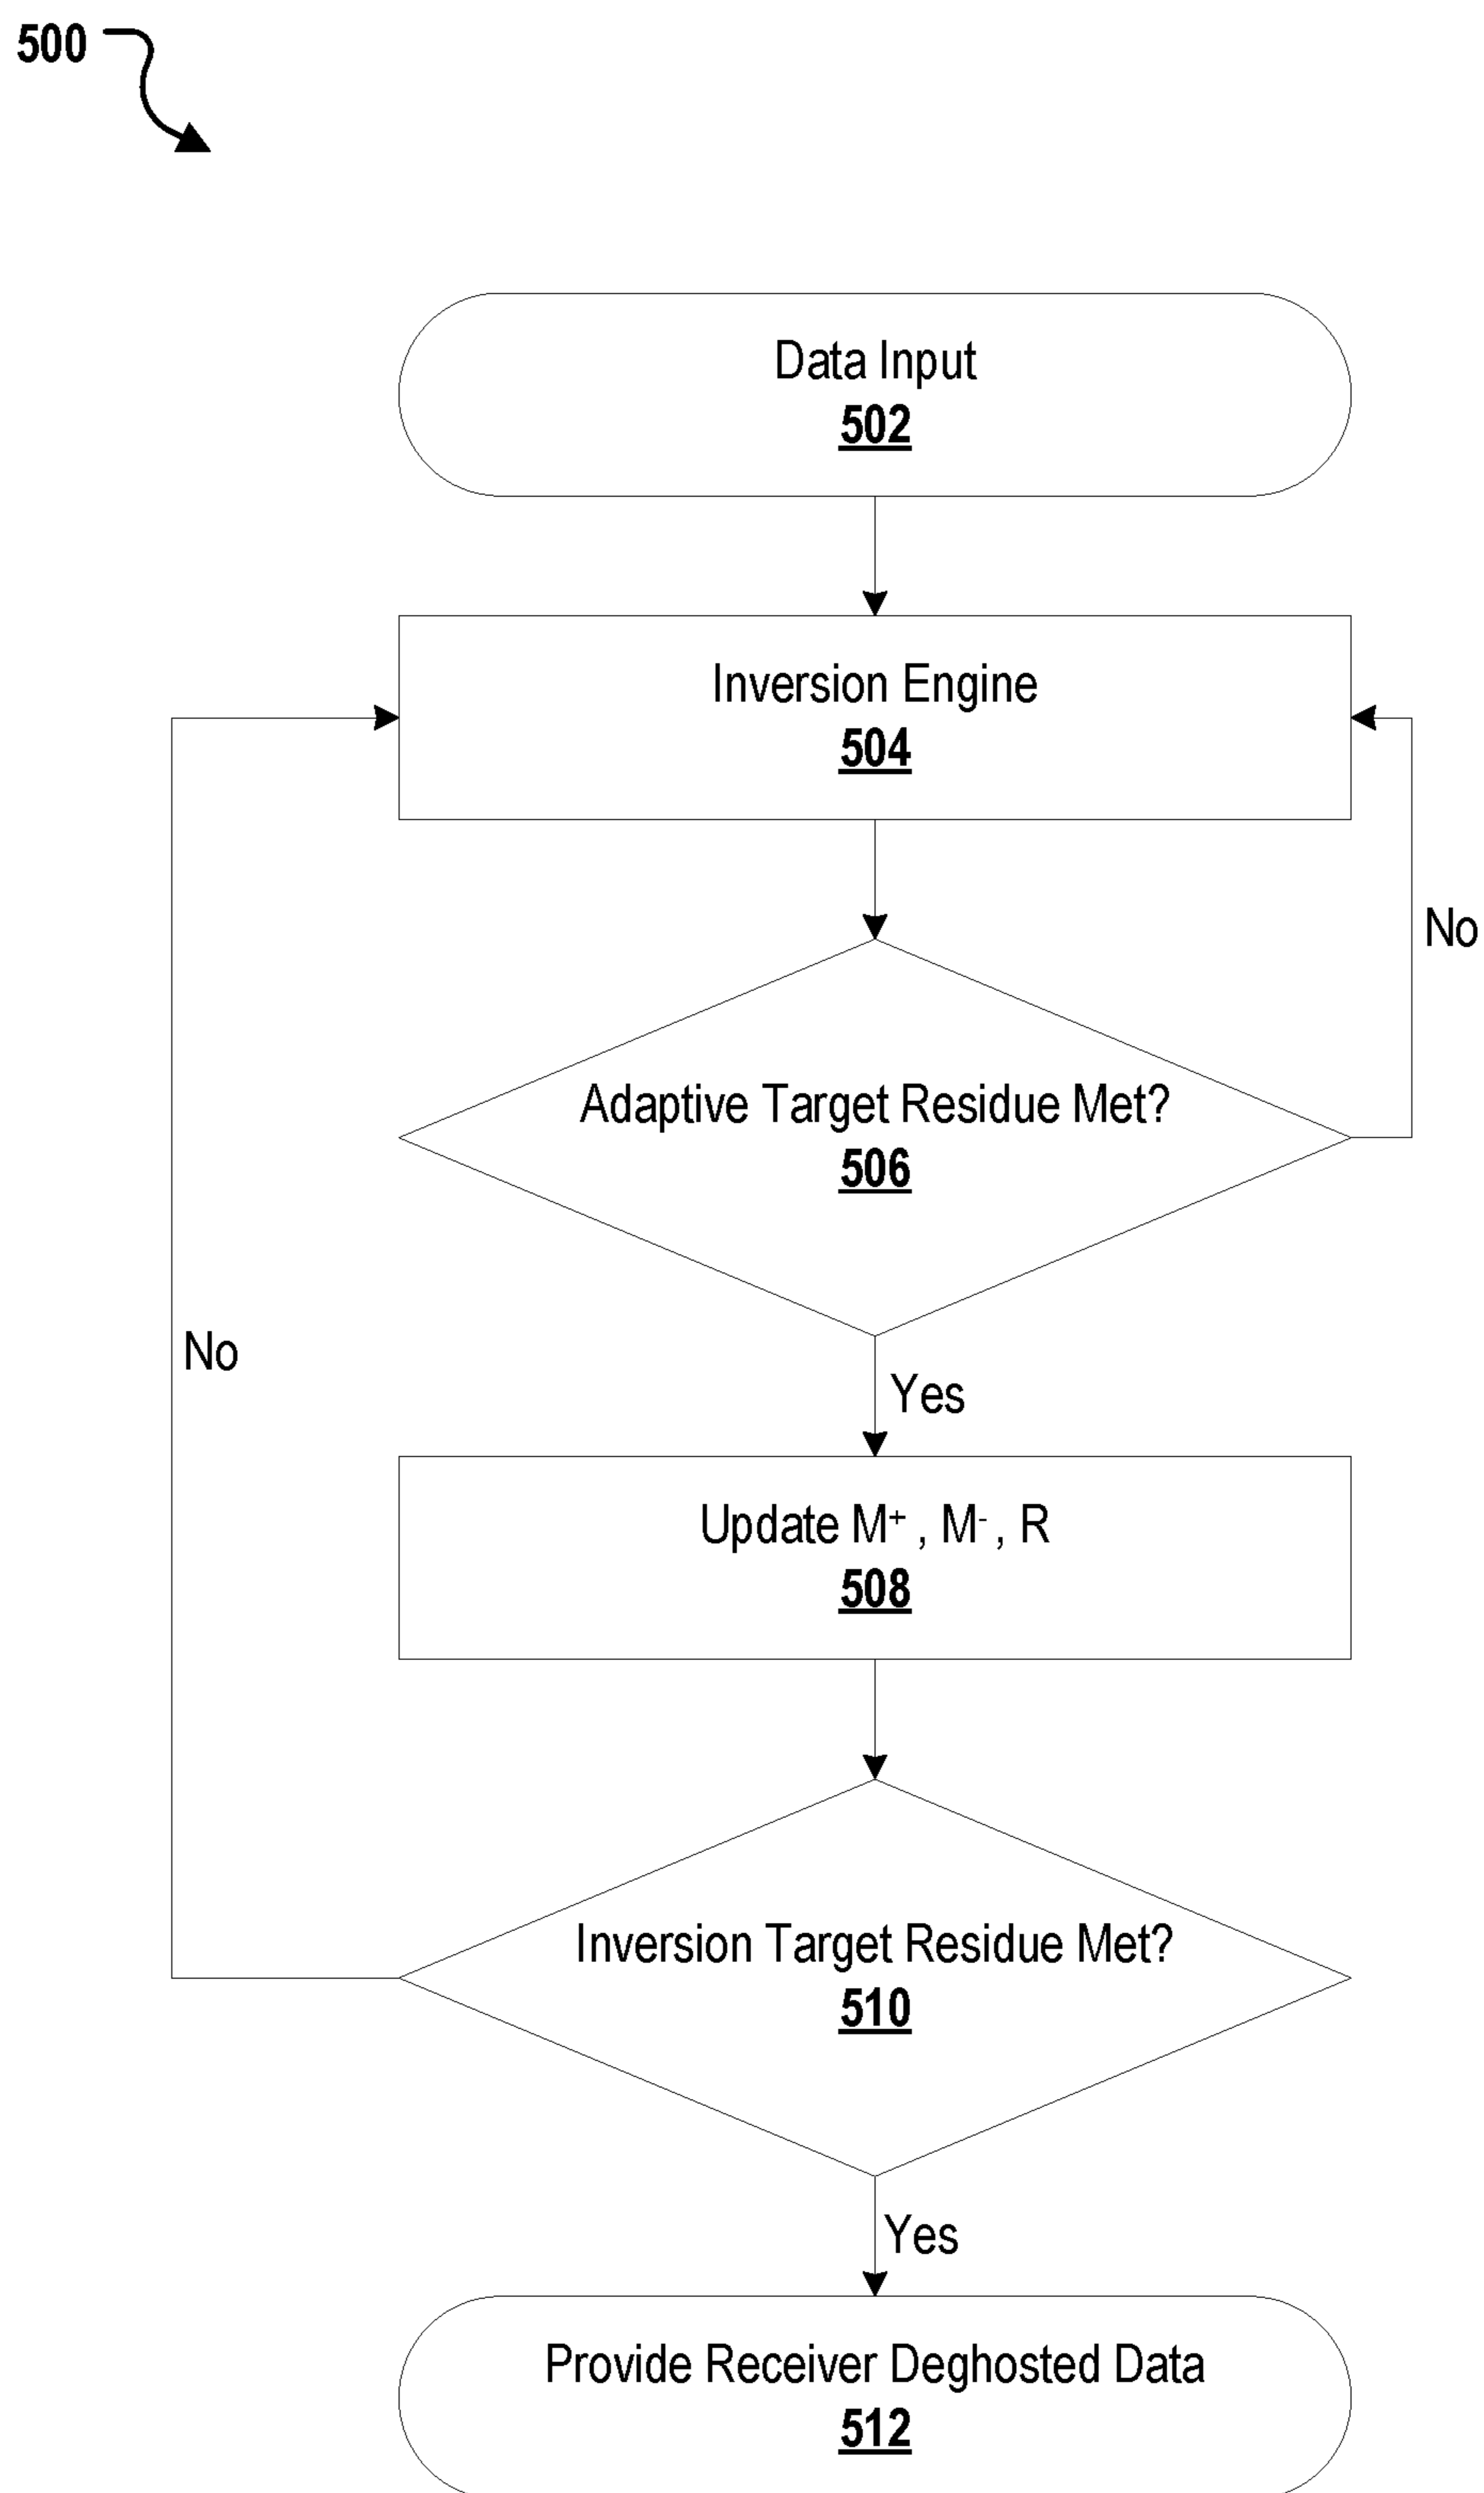 500
Data Input
502
Inversion Engine
504
No
Adaptive Target Residue Met?
506
No
Yes
Update M⁺ , M⁻ , R
508
Inversion Target Residue Met?
510
Yes
Provide Receiver Deghosted Data
512